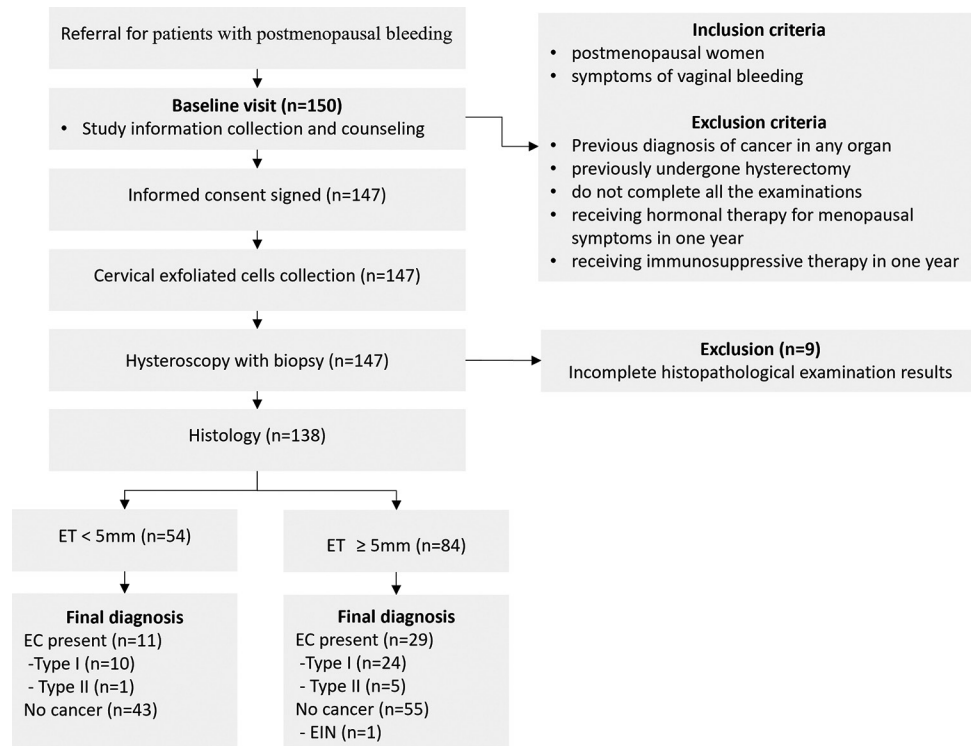 Referral for patients with postmenopausal bleeding
Baseline visit (n=150)
• Study information collection and counseling
Informed consent signed (n=147)
Cervical exfoliated cells collection (n=147)
Hysteroscopy with biopsy (n=147)
Histology (n=138)
Inclusion criteria
• postmenopausal women
• symptoms of vaginal bleeding
Exclusion criteria
• Previous diagnosis of cancer in any organ
• previously undergone hysterectomy
• do not complete all the examinations
• receiving hormonal therapy for menopausal
symptoms in one year
• receiving immunosuppressive therapy in one year
Exclusion (n=9)
Incomplete histopathological examination results
ET < 5mm (n=54)
ET ≥ 5mm (n=84)
Final diagnosis
EC present (n=11)
-Type I (n=10)
- Type II (n=1)
No cancer (n=43)
Final diagnosis
EC present (n=29)
-Type I (n=24)
- Type II (n=5)
No cancer (n=55)
- EIN (n=1)